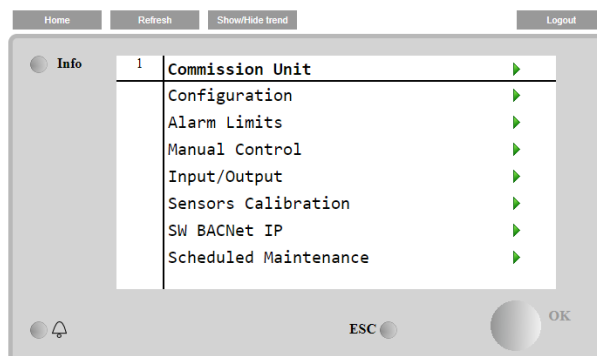 Home Refresh Show/Hide trend Logout
Info
1 Commission Unit
Configuration
Alarm Limits
Manual Control
Input/Output
Sensors Calibration
SW BACNet IP
Scheduled Maintenance
ESC OK